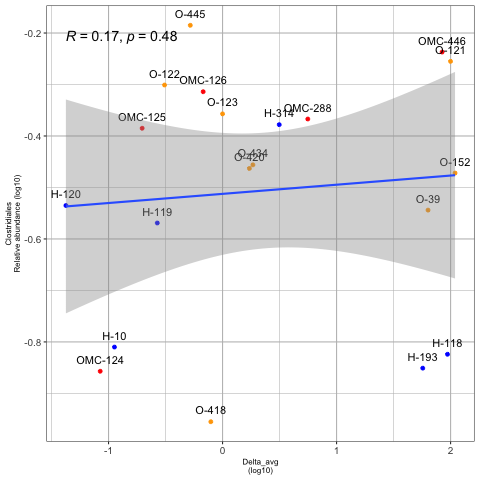 O-445
R = 0.17, p = 0.48
OMC-446
O-121
O-122
OMC-126
O-123
OMC-125
H-314
OMC-288
O-434
O-420
O-152
H-120
H-119
O-39
H-10
OMC-124
H-118
H-193
O-418
-0.2
-0.4
-0.6
-0.8
Clostridiales
Relative abundance (log10)
-1
0
1
2
Delta_avg
(log10)